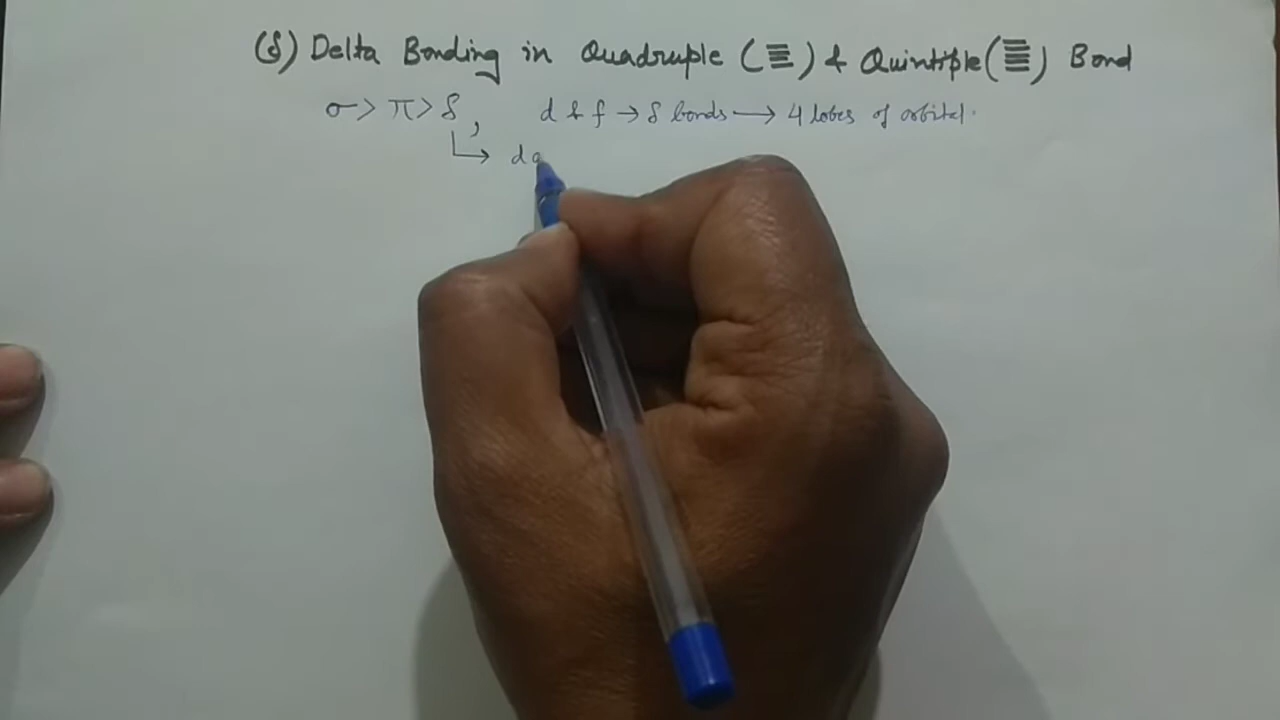 (δ) Delta Bonding in Quadruple (≣) & Quintiple (≣) Bond
σ > π > δ, d & f → δ bonds → 4 lobes of orbital.
↳ d